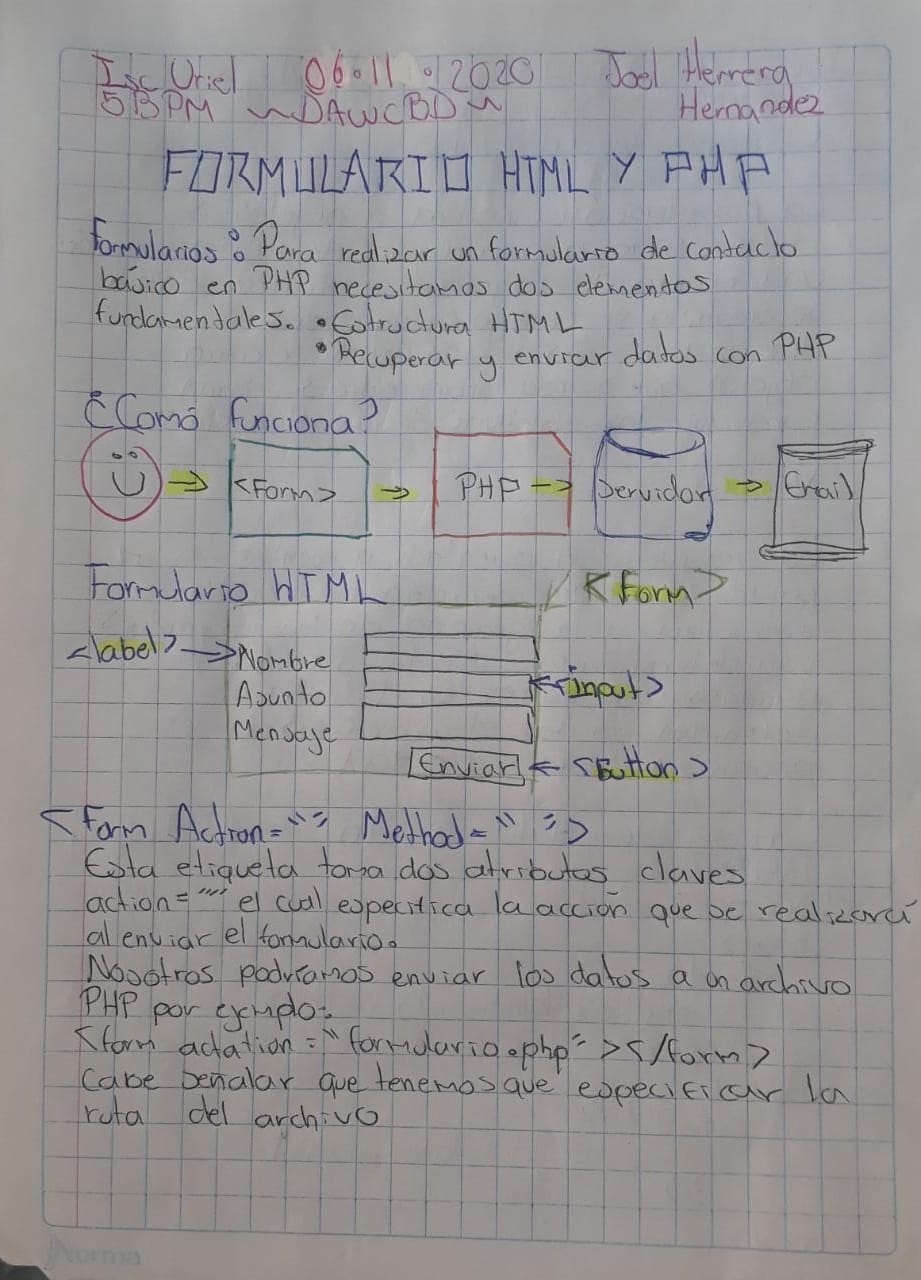 Isc Uriel 06·11·2020 Joel Herrera
5BPM ~DAWCBD~ Hernandez
FORMULARIO HTML Y PHP
Formularios: Para realizar un formulario de contacto
básico en PHP necesitamos dos elementos
fundamentales. •Estructura HTML
•Recuperar y enviar datos con PHP
¿Comó funciona?
<Form> PHP Servidor Email
Formulario HTML <form>
<label> Nombre
Asunto <input>
Mensaje
Enviar <Button>
<form Action="" Method=" ">
Esta etiqueta toma dos atributos claves
action="" el cual especifica la acción que se realizará
al enviar el formulario.
Nosotros podríamos enviar los datos a un archivo
PHP por ejemplo:
<form actation="formulario.php"></form>
Cabe señalar que tenemos que especificar la
ruta del archivo
Norma